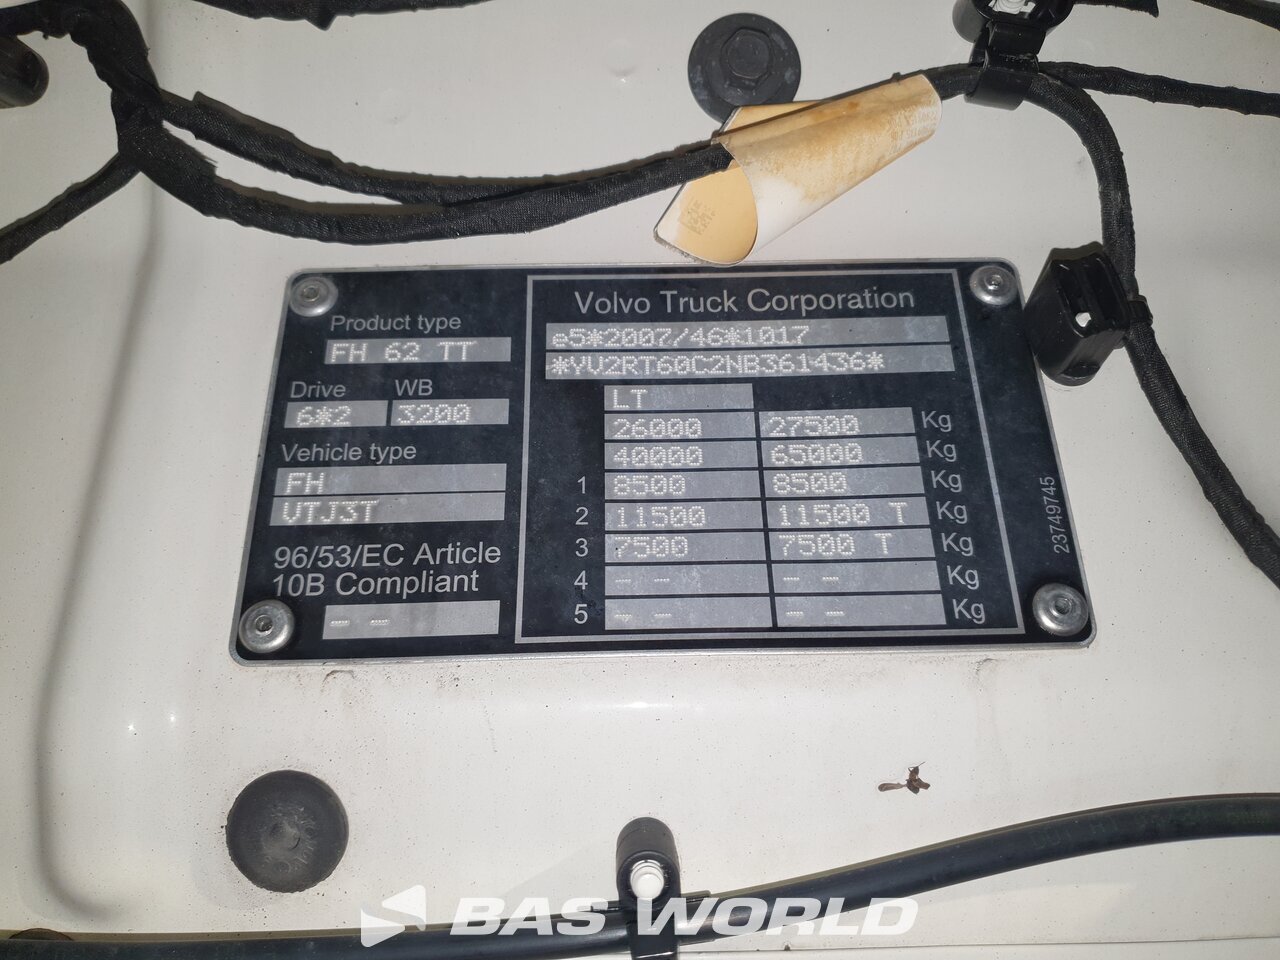 Product type
FH 62 TT
Drive WB
6*2 3200
Vehicle type
FH
VTJ3T
96/53/EC Article
10B Compliant
-- --
Volvo Truck Corporation
e5*2007/46*1017
*YV2RT60C2NB361436*
LT
26000 27500 Kg
40000 65000 Kg
1 8500 8500 Kg
2 11500 11500 T Kg
3 7500 7500 T Kg
4 -- -- -- -- Kg
5 -- -- -- -- Kg
23749745
BAS WORLD